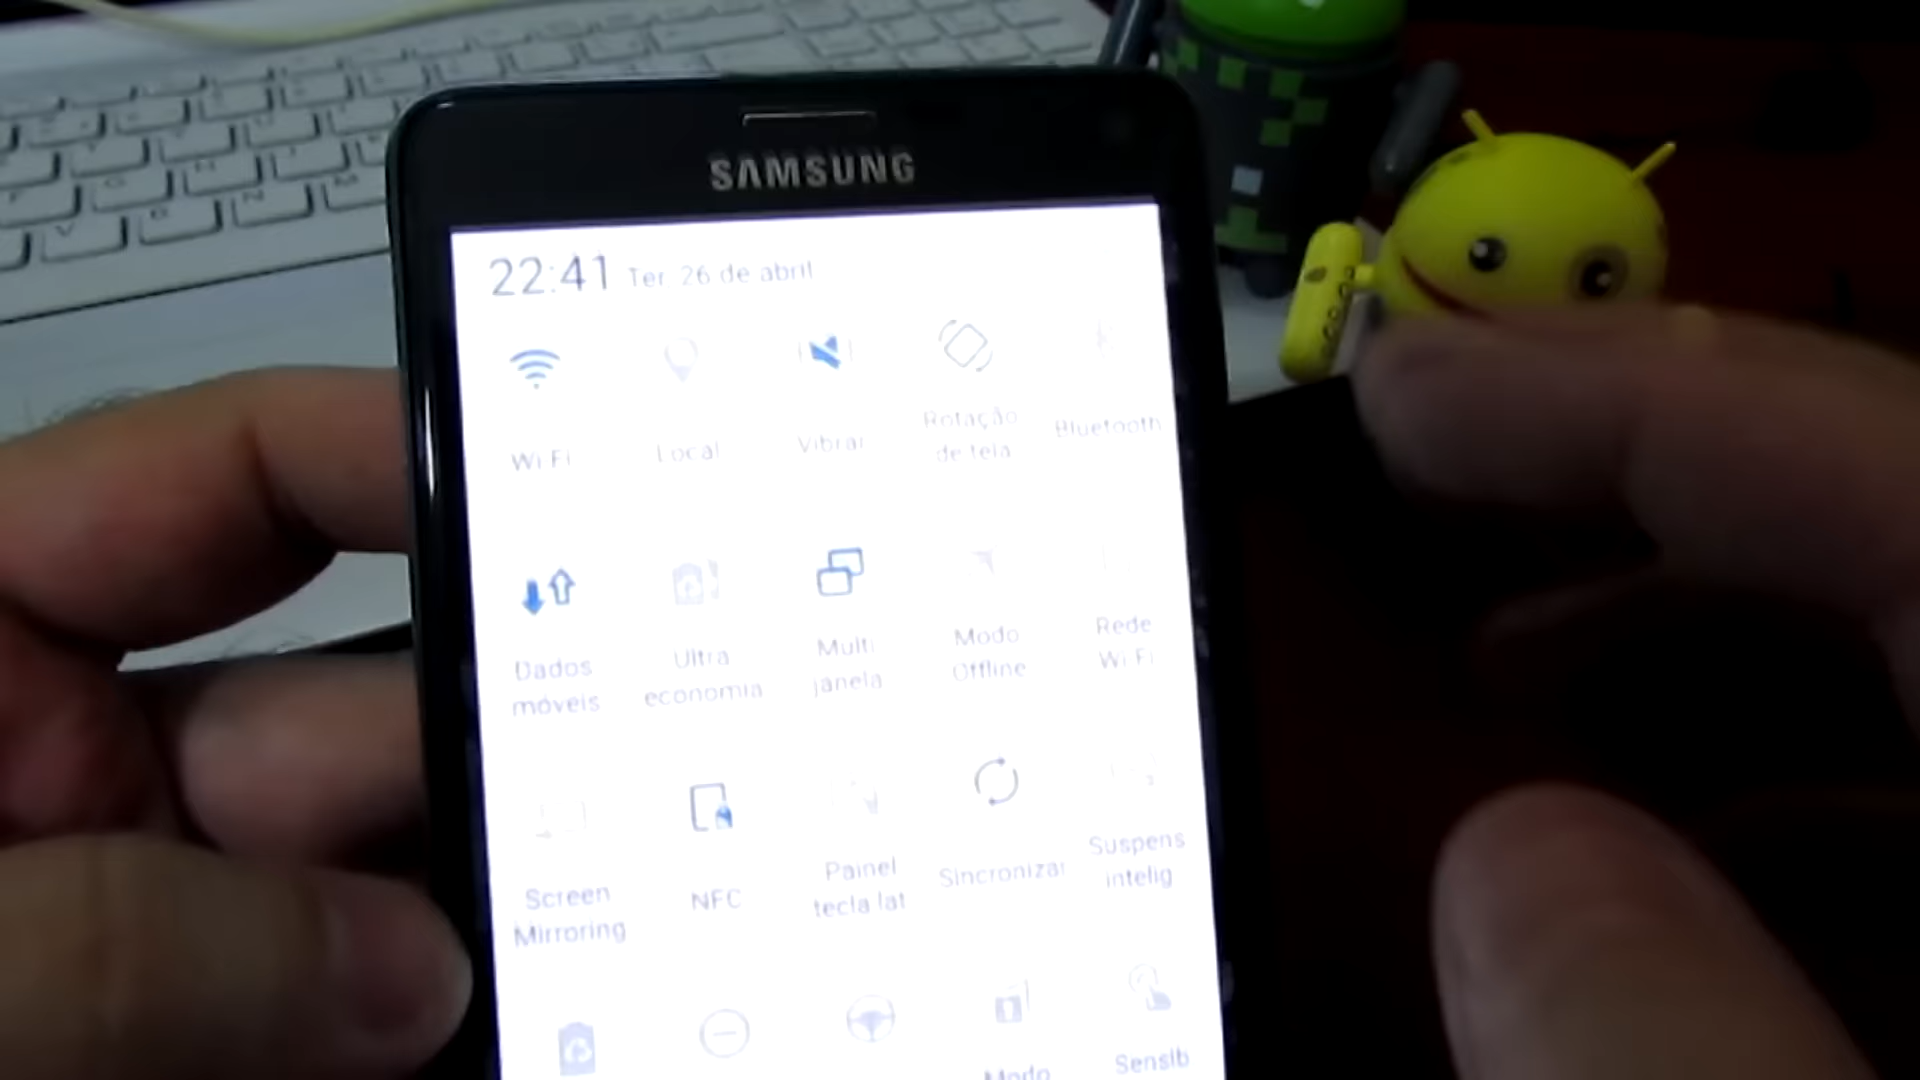 SAMSUNG
22:41 Ter. 26 de abril
Wi Fi
Local
Vibrar
Rotação
de tela
Bluetooth
Dados
móveis
Ultra
economia
Multi
janela
Modo
Offline
Rede
Wi Fi
Screen
Mirroring
NFC
Painel
tecla lat
Sincronizar
Suspens
intelig
Modo
Sensib